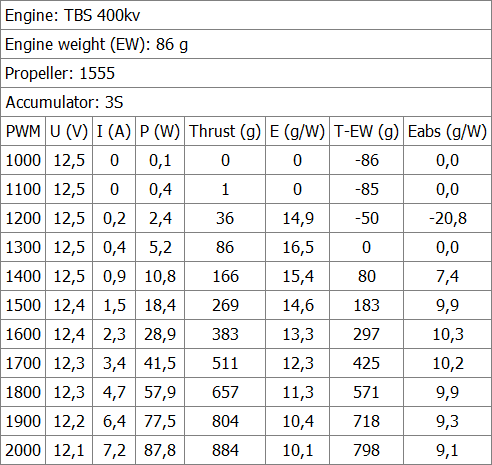 Engine: TBS 400kv
Engine weight (EW): 86 g
Propeller: 1555
Accumulator: 3S
PWM U (V) I (A) P (W) Thrust (g) E (g/W) T-EW (g) Eabs (g/W)
1000 12,5 0 0,1 0 0 -86 0,0
1100 12,5 0 0,4 1 0 -85 0,0
1200 12,5 0,2 2,4 36 14,9 -50 -20,8
1300 12,5 0,4 5,2 86 16,5 0 0,0
1400 12,5 0,9 10,8 166 15,4 80 7,4
1500 12,4 1,5 18,4 269 14,6 183 9,9
1600 12,4 2,3 28,9 383 13,3 297 10,3
1700 12,3 3,4 41,5 511 12,3 425 10,2
1800 12,3 4,7 57,9 657 11,3 571 9,9
1900 12,2 6,4 77,5 804 10,4 718 9,3
2000 12,1 7,2 87,8 884 10,1 798 9,1